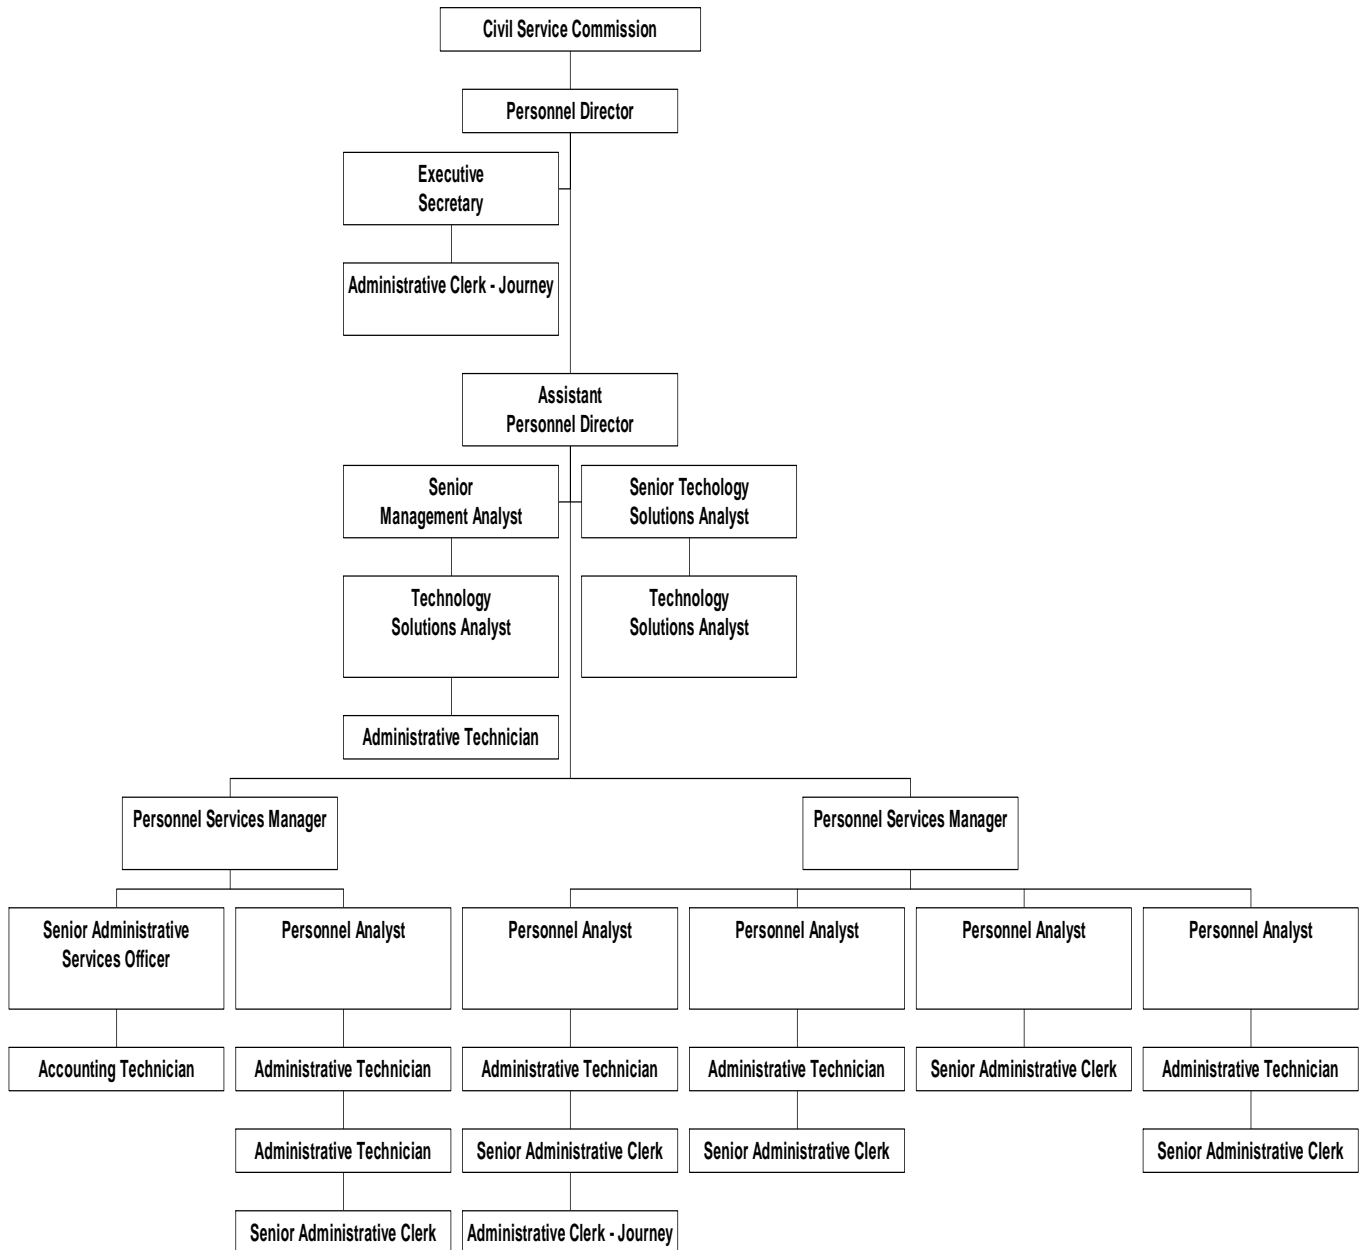 Civil Service Commission
Personnel Director
Executive
Secretary
Administrative Clerk - Journey
Assistant
Personnel Director
Senior
Management Analyst
Senior Techology
Solutions Analyst
Technology
Solutions Analyst
Technology
Solutions Analyst
Administrative Technician
Personnel Services Manager
Personnel Services Manager
Senior Administrative
Services Officer
Personnel Analyst
Personnel Analyst
Personnel Analyst
Personnel Analyst
Personnel Analyst
Accounting Technician
Administrative Technician
Administrative Technician
Administrative Technician
Senior Administrative Clerk
Administrative Technician
Administrative Technician
Senior Administrative Clerk
Senior Administrative Clerk
Senior Administrative Clerk
Senior Administrative Clerk
Administrative Clerk - Journey